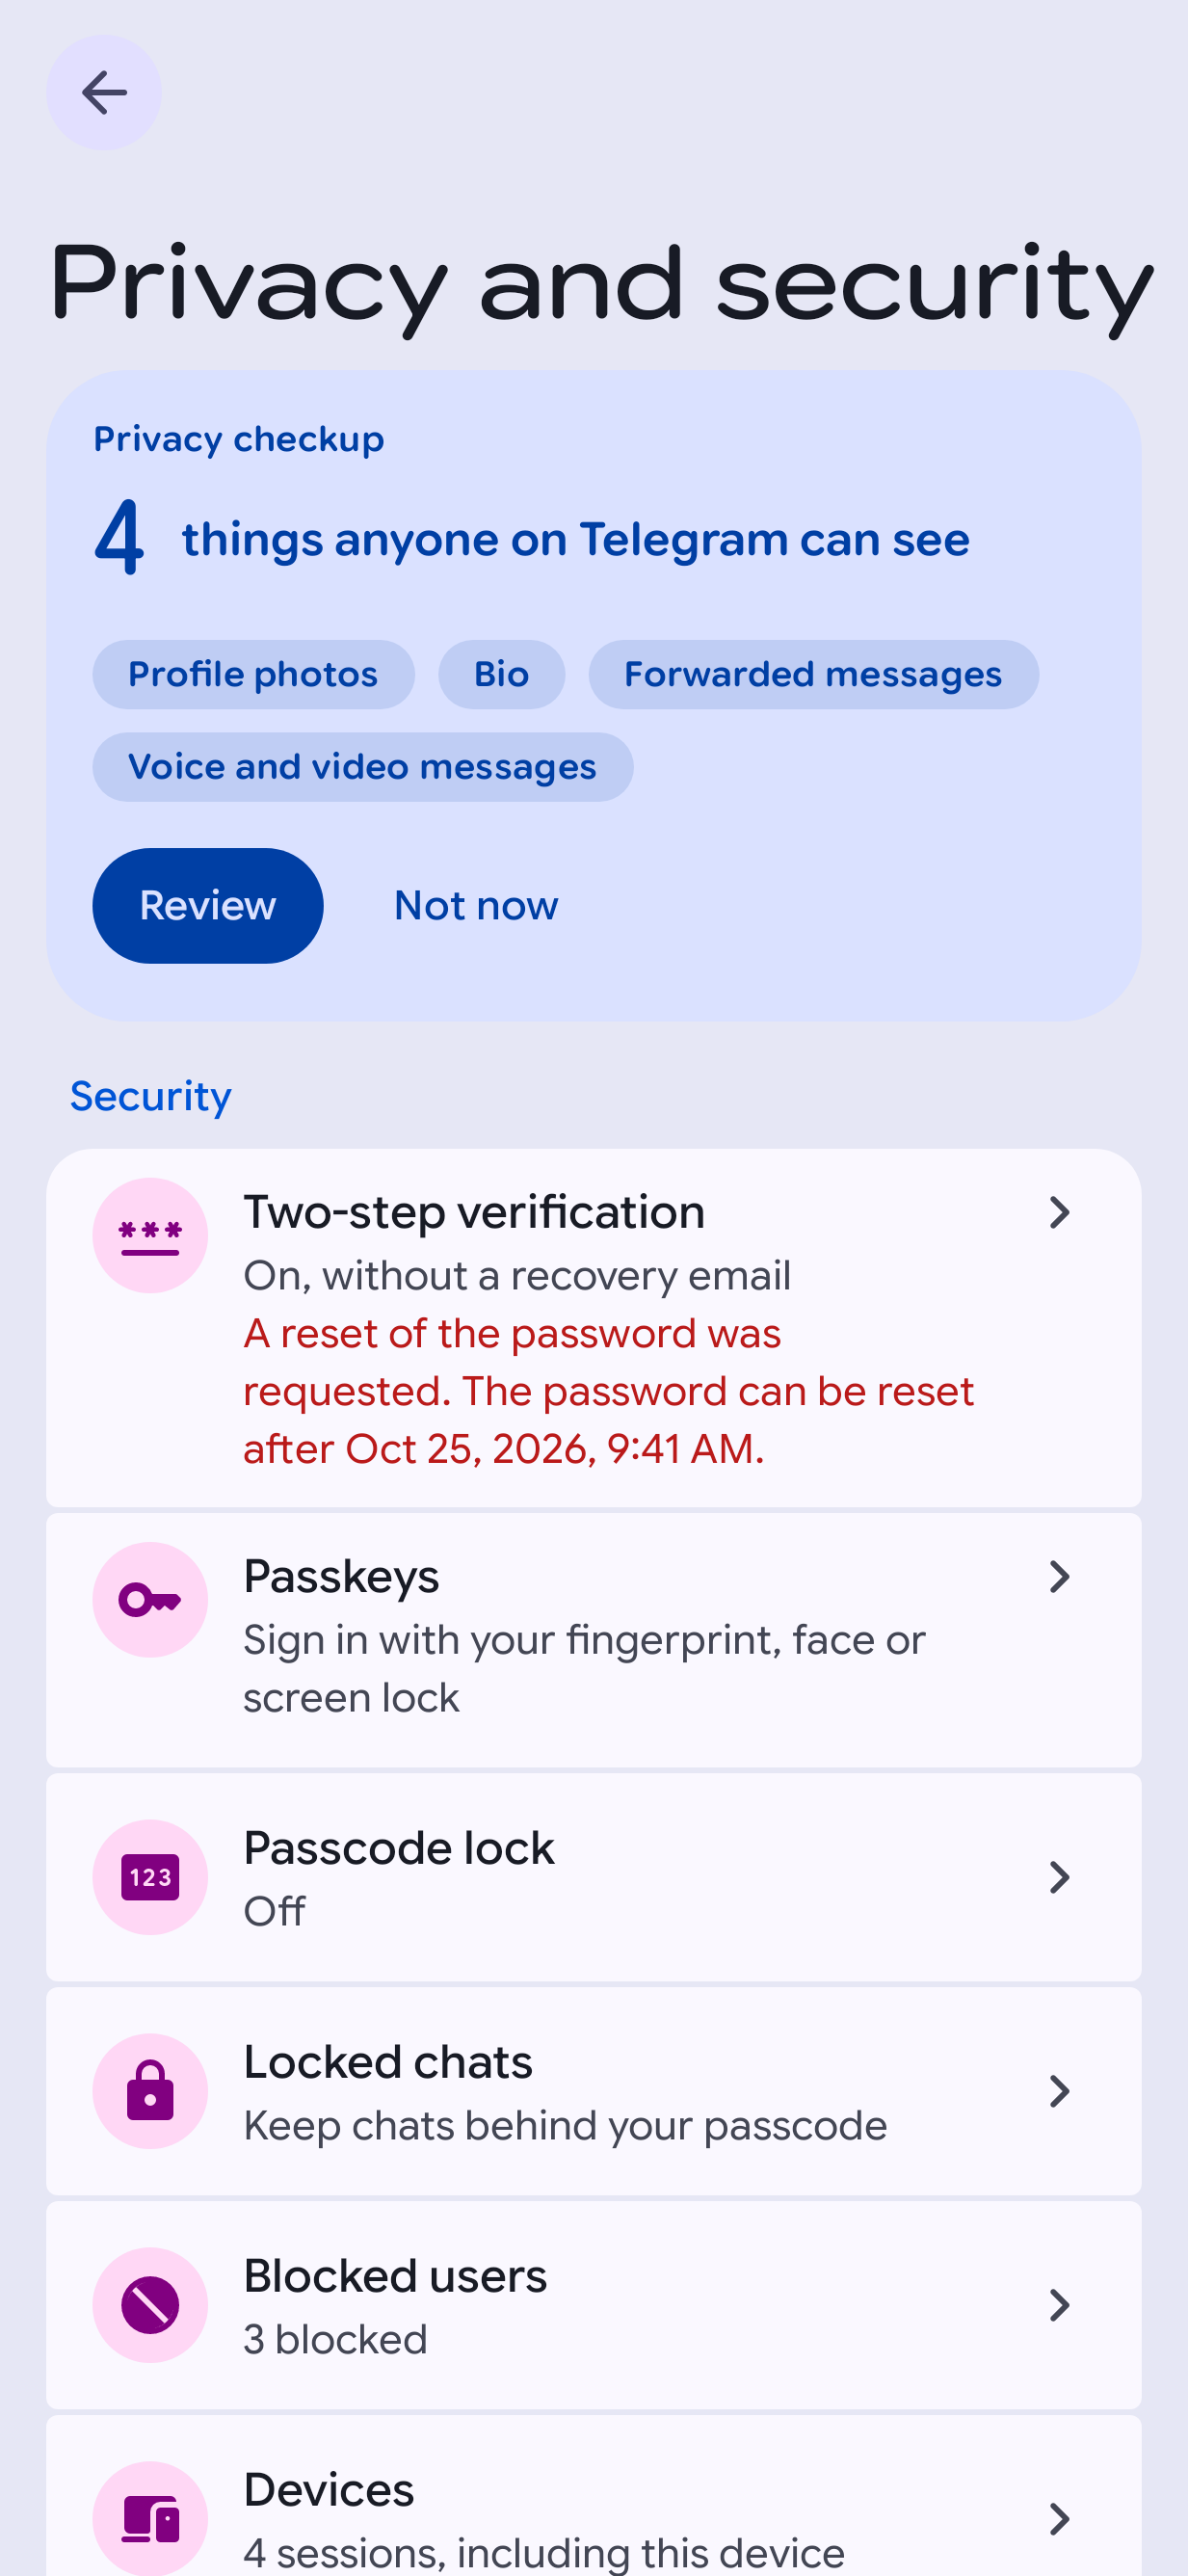 Privacy and security
Privacy checkup
4 things anyone on Telegram can see
Profile photos Bio Forwarded messages
Voice and video messages
Review Not now
Security
Two-step verification
On, without a recovery email
A reset of the password was
requested. The password can be reset
after Oct 25, 2026, 9:41 AM.
Passkeys
Sign in with your fingerprint, face or
screen lock
123
Passcode lock
Off
Locked chats
Keep chats behind your passcode
Blocked users
3 blocked
Devices
4 sessions, including this device